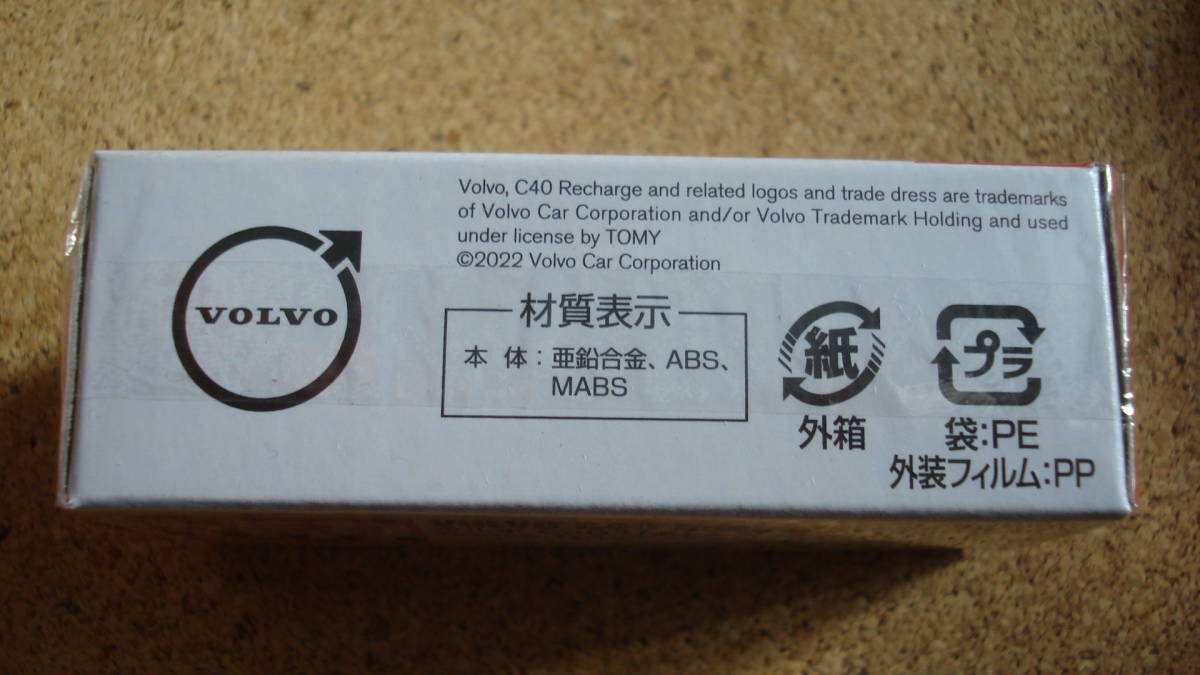 VOLVO
Volvo, C40 Recharge and related logos and trade dress are trademarks
of Volvo Car Corporation and/or Volvo Trademark Holding and used
under license by TOMY
©2022 Volvo Car Corporation
材質表示
本 体：亜鉛合金、ABS、
MABS
紙
外箱
プラ
袋:PE
外装フィルム:PP